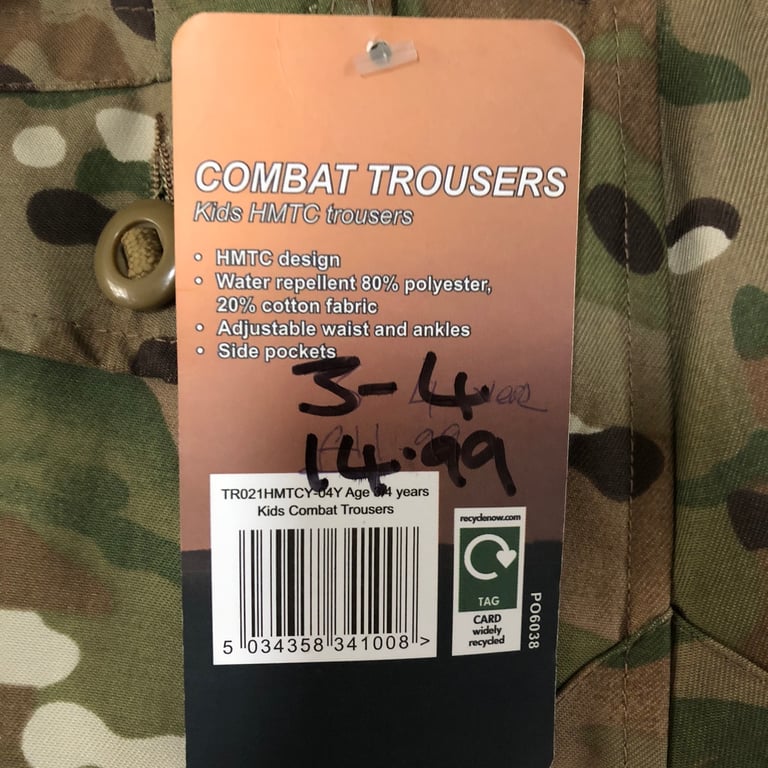 COMBAT TROUSERS
Kids HMTC trousers
• HMTC design
• Water repellent 80% polyester,
20% cotton fabric
• Adjustable waist and ankles
• Side pockets
3-4
14.99
TR021HMTCY-04Y Age 3/4 years
Kids Combat Trousers
5 034358 341008 >
recyclenow.com
TAG
CARD
widely
recycled
PO6038